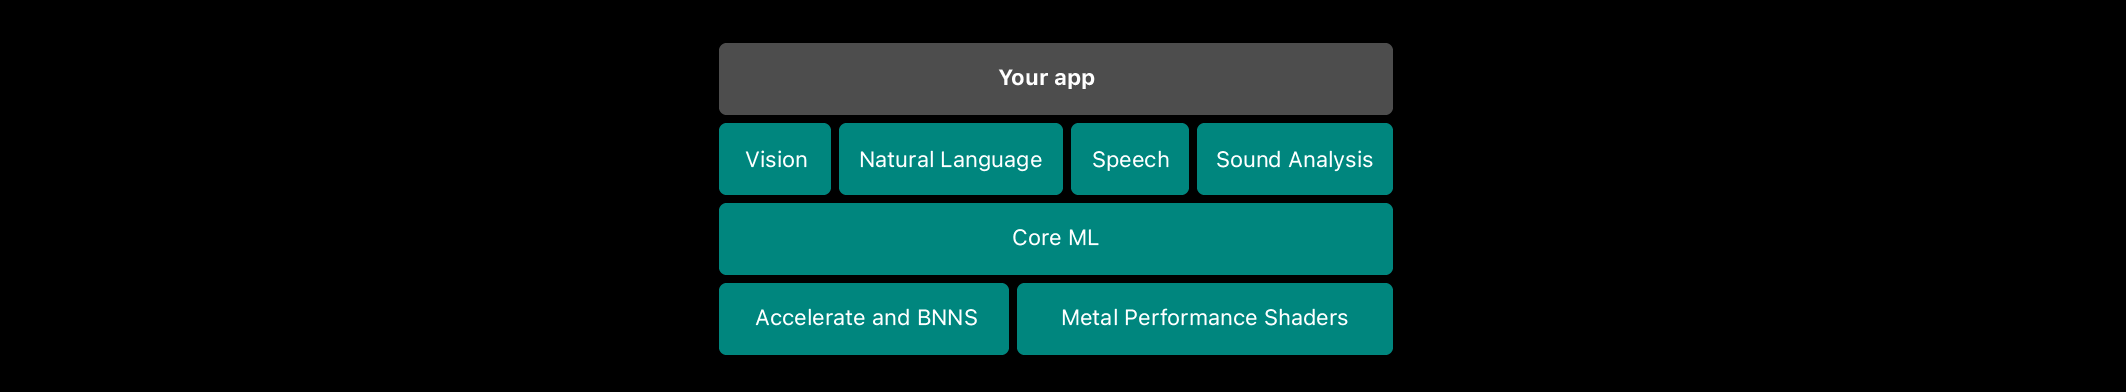 Your app
Vision
Natural Language
Speech
Sound Analysis
Core ML
Accelerate and BNNS
Metal Performance Shaders